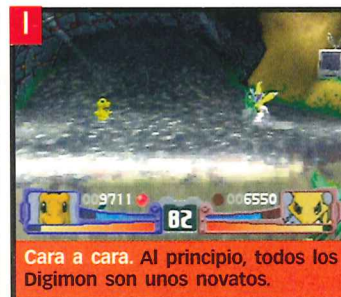 1
009711
006550
82
Cara a cara. Al principio, todos los
Digimon son unos novatos.